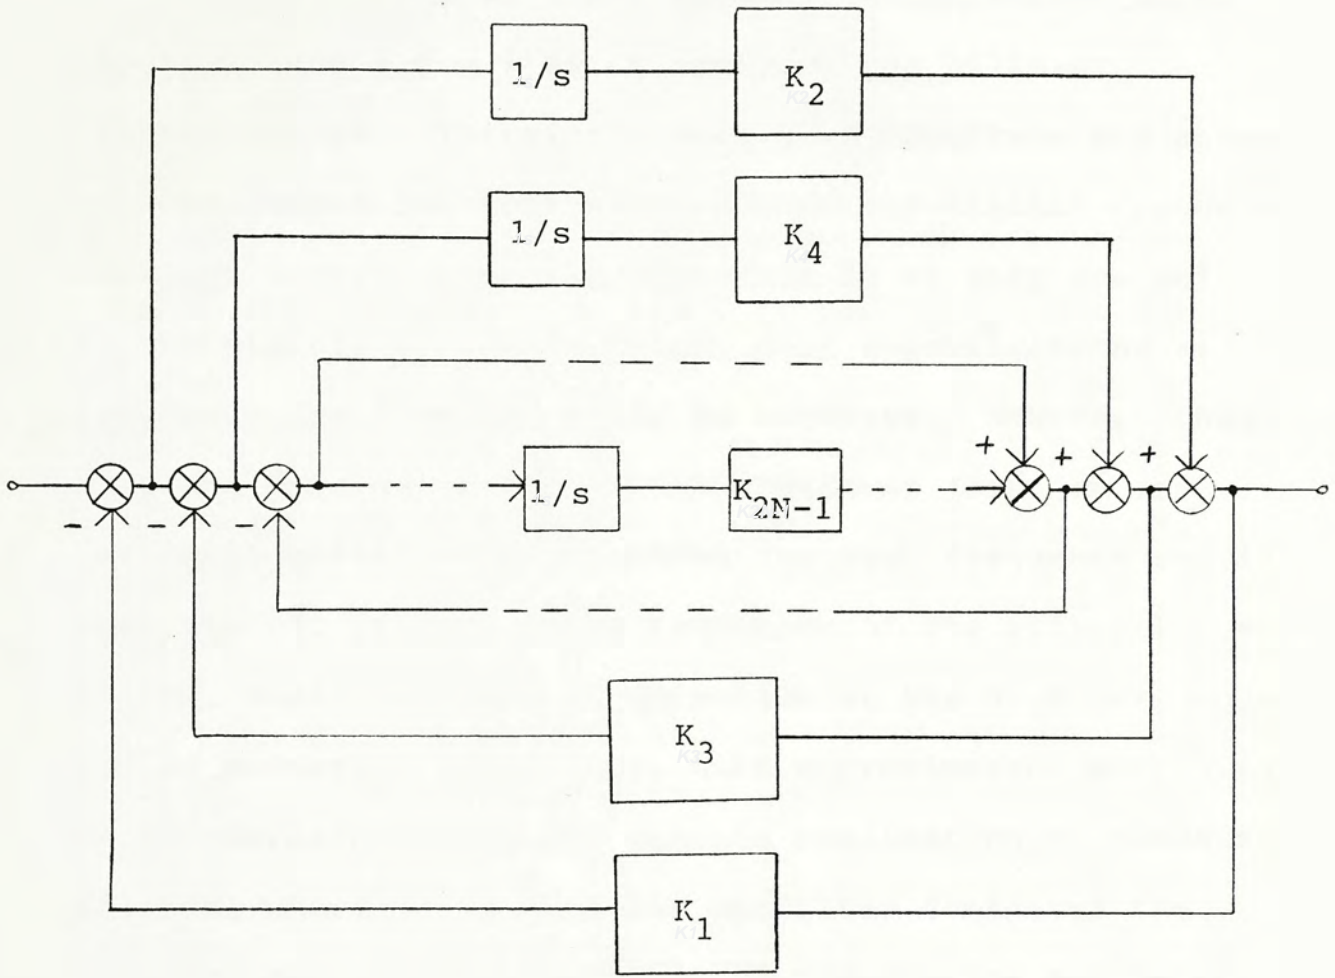 1/s K2
1/s K4
+ + +
1/s K2N-1
- - -
K3
K1